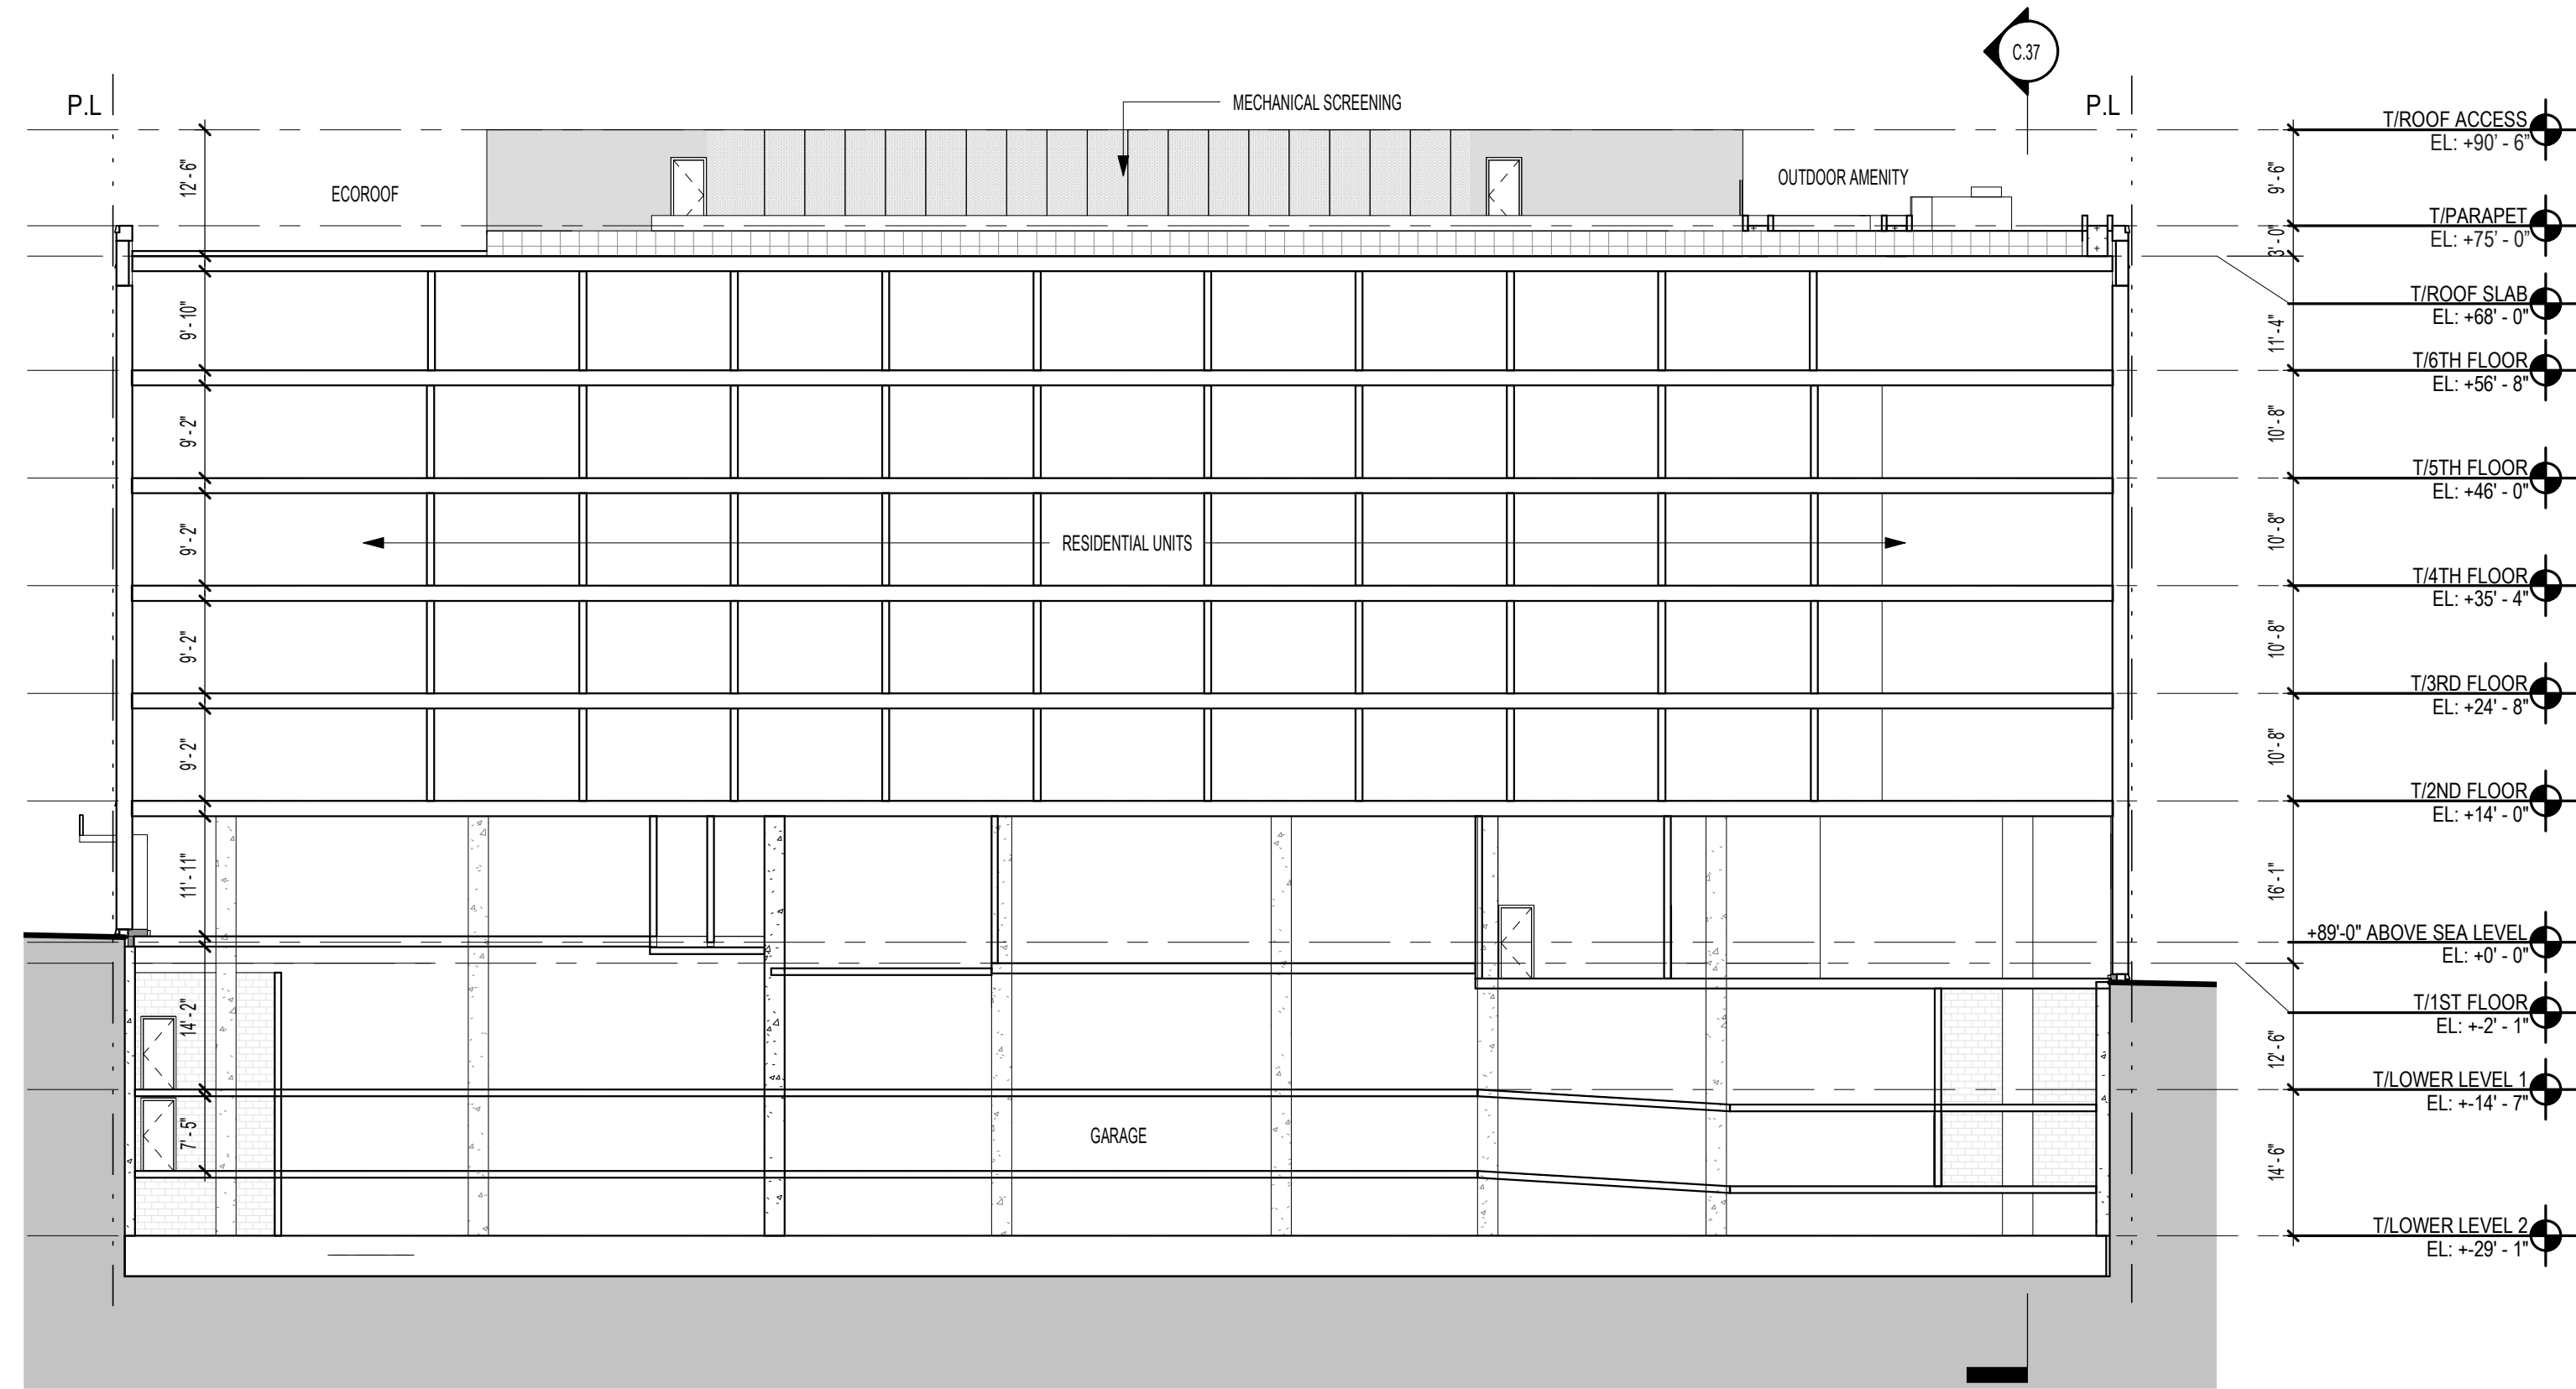 C.37
P.L
MECHANICAL SCREENING
P.L
T/ROOF ACCESS
EL: +90' - 6"
12' - 6"
ECOROOF
OUTDOOR AMENITY
9' - 6"
T/PARAPET
EL: +75' - 0"
3' - 0"
T/ROOF SLAB
EL: +68' - 0"
9' - 10"
11' - 4"
T/6TH FLOOR
EL: +56' - 8"
9' - 2"
10' - 8"
T/5TH FLOOR
EL: +46' - 0"
9' - 2"
RESIDENTIAL UNITS
10' - 8"
T/4TH FLOOR
EL: +35' - 4"
9' - 2"
10' - 8"
T/3RD FLOOR
EL: +24' - 8"
9' - 2"
10' - 8"
T/2ND FLOOR
EL: +14' - 0"
11' - 11"
16' - 1"
+89'-0" ABOVE SEA LEVEL
EL: +0' - 0"
14' - 2"
T/1ST FLOOR
EL: +-2' - 1"
12' - 6"
T/LOWER LEVEL 1
EL: +-14' - 7"
7' - 5"
GARAGE
14' - 6"
T/LOWER LEVEL 2
EL: +-29' - 1"